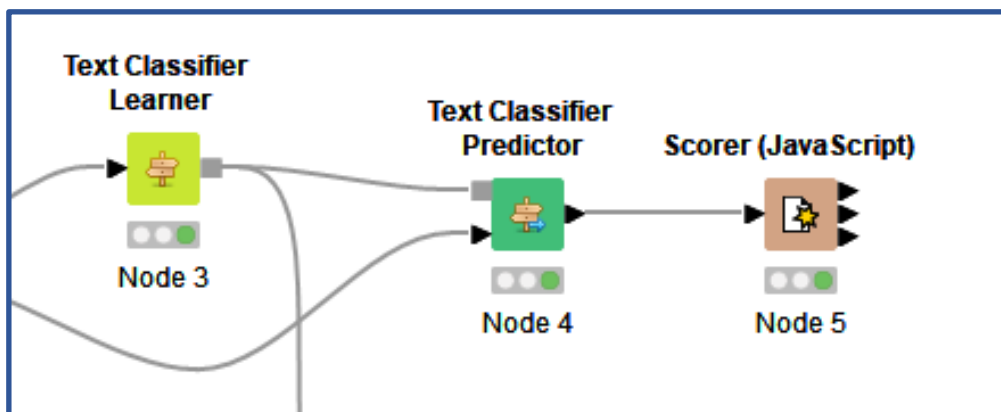 Text Classifier
Learner
Node 3
Text Classifier
Predictor
Node 4
Scorer (JavaScript)
Node 5